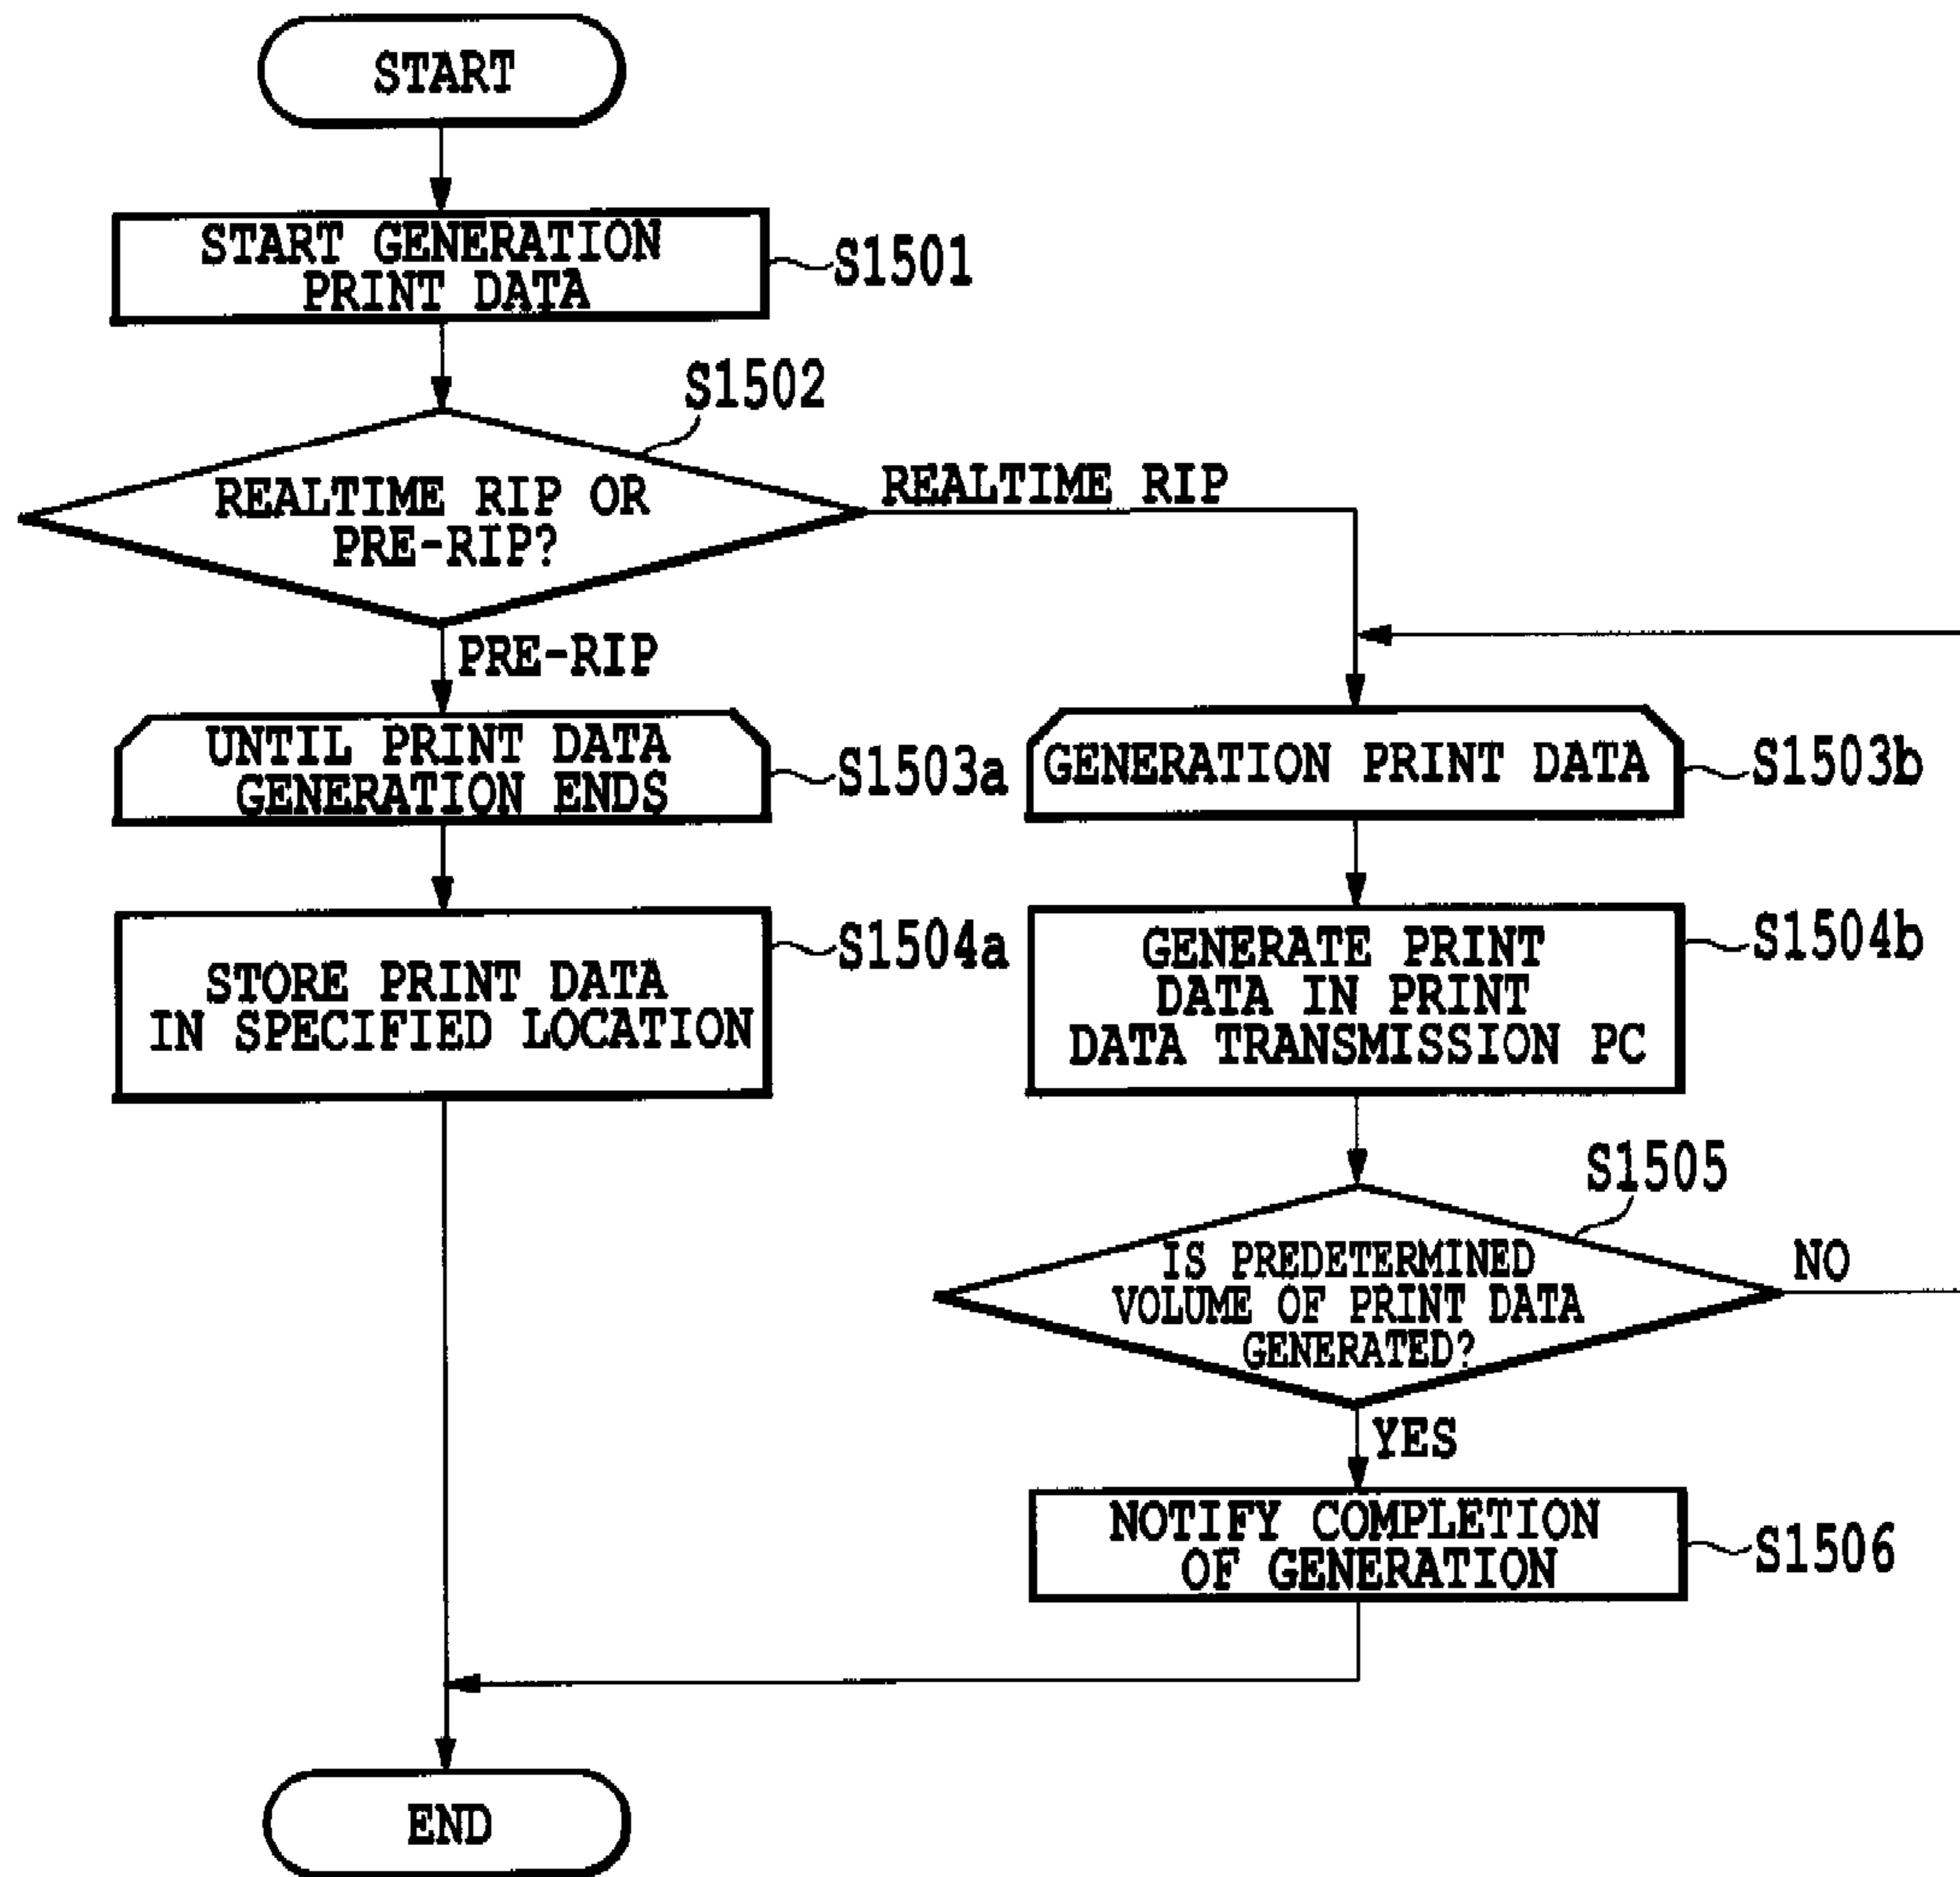 START
START GENERATION
PRINT DATA
S1501
S1502
REALTIME RIP OR
PRE-RIP?
REALTIME RIP
PRE-RIP
UNTIL PRINT DATA
GENERATION ENDS
S1503a
GENERATION PRINT DATA
S1503b
STORE PRINT DATA
IN SPECIFIED LOCATION
S1504a
GENERATE PRINT
DATA IN PRINT
DATA TRANSMISSION PC
S1504b
S1505
IS PREDETERMINED
VOLUME OF PRINT DATA
GENERATED?
NO
YES
NOTIFY COMPLETION
OF GENERATION
S1506
END